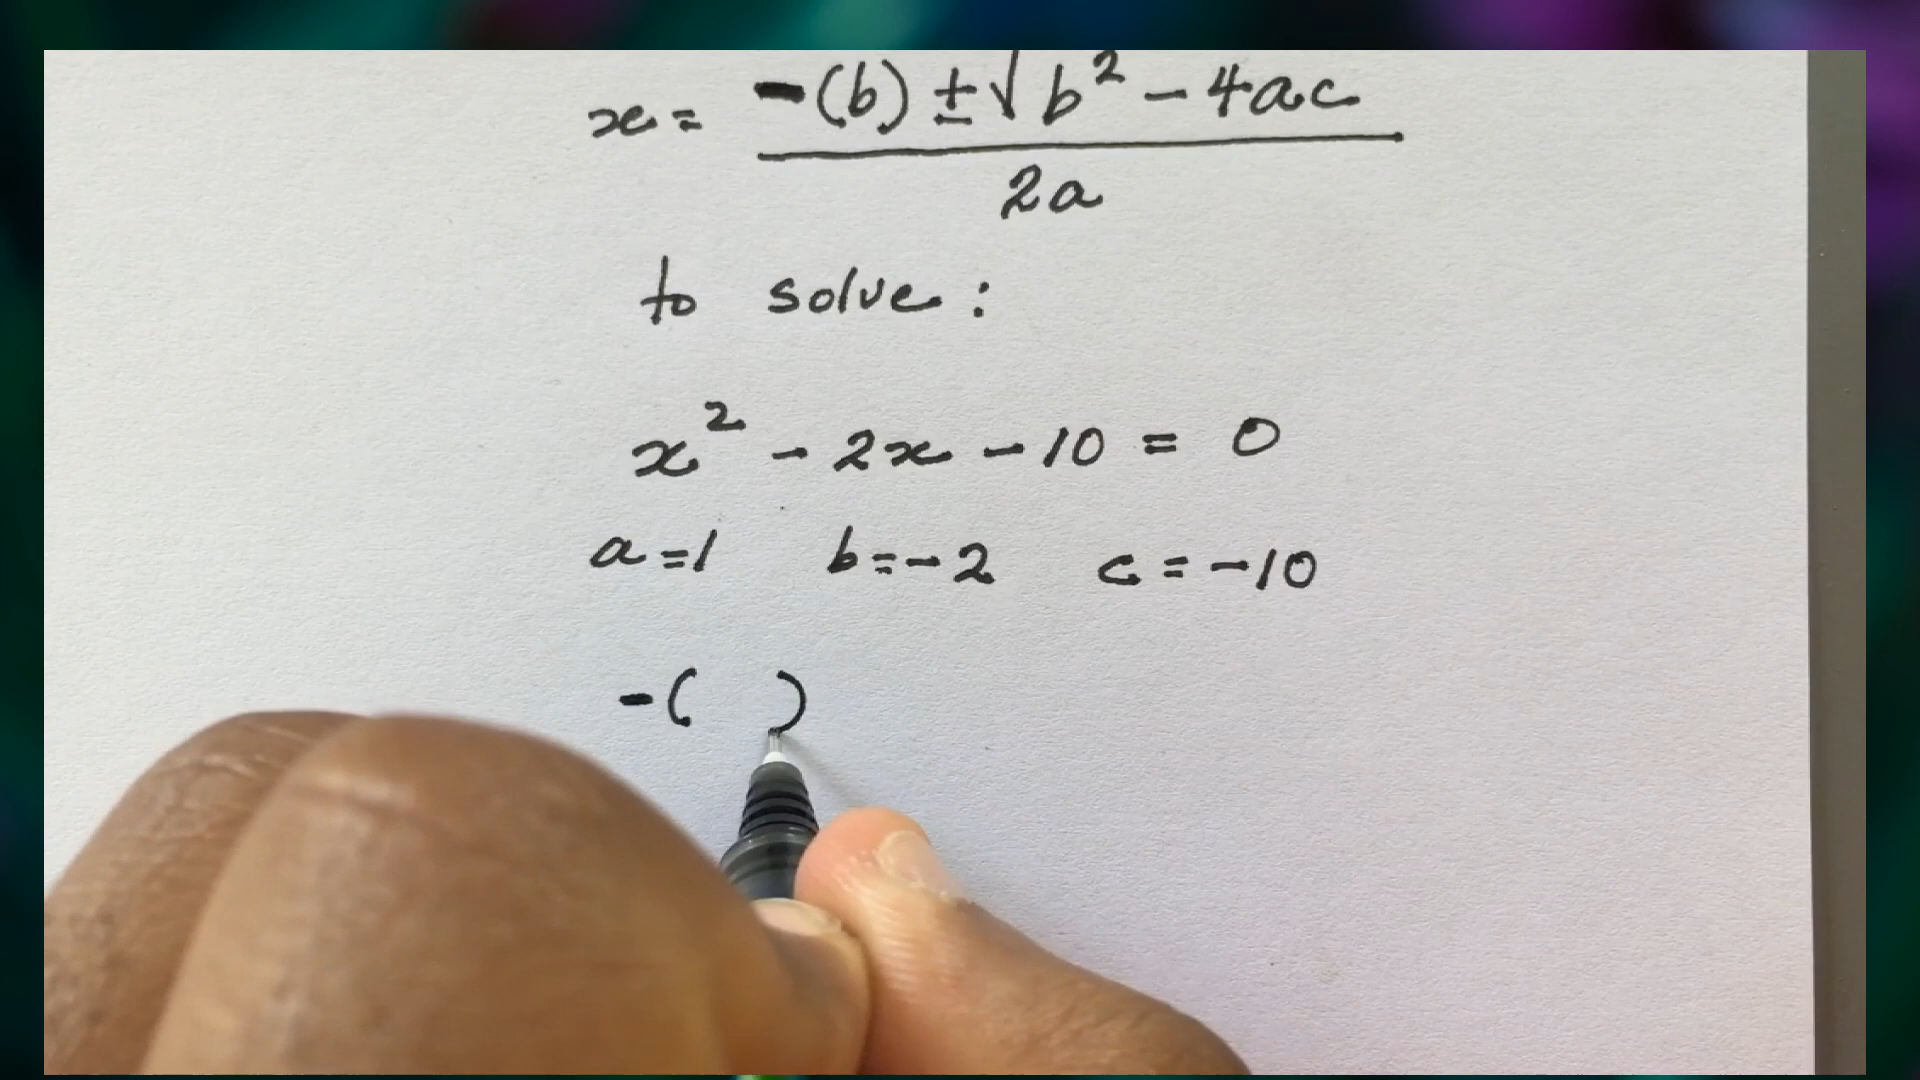 x = -(b) ± √b² - 4ac
2a
to solve :
x² - 2x - 10 = 0
a = 1 b = -2 c = -10
-( )